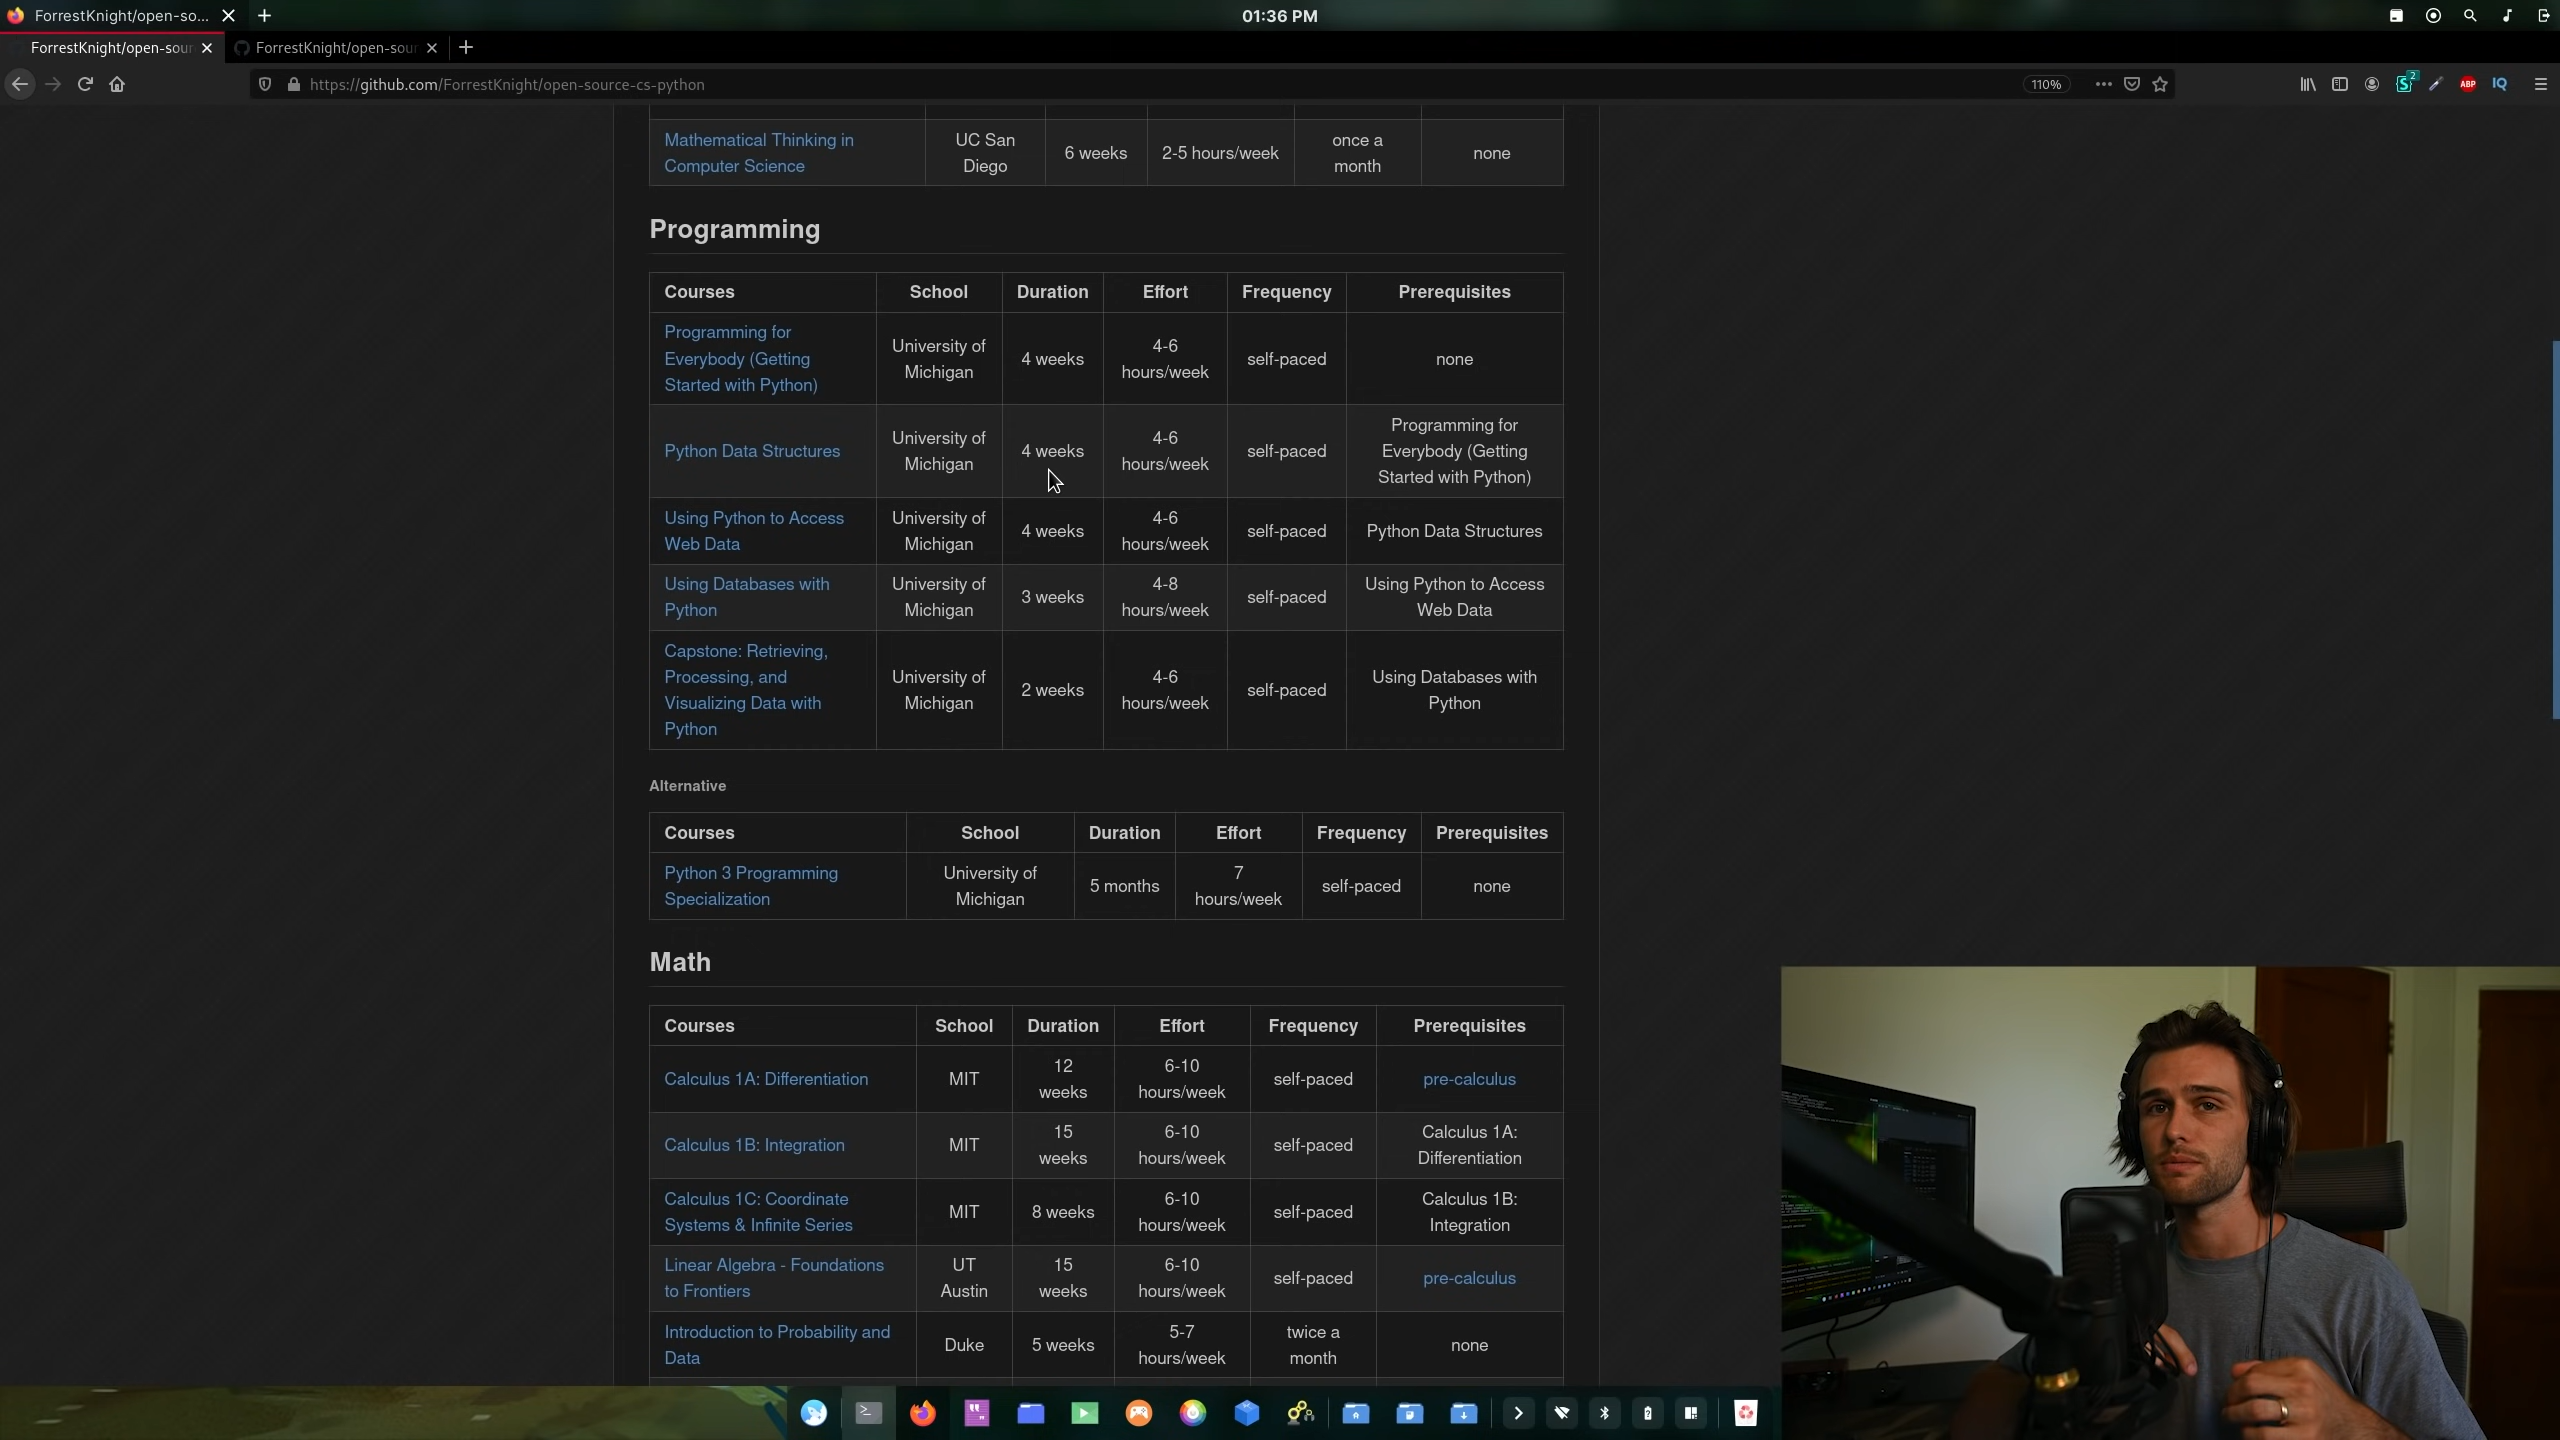 ForrestKnight/open-so...
01:36 PM
ForrestKnight/open-sour
ForrestKnight/open-sour
https://github.com/ForrestKnight/open-source-cs-python
110%
2
ABP
IQ
Mathematical Thinking in
Computer Science
UC San
Diego
6 weeks
2-5 hours/week
once a
month
none
Programming
Courses School Duration Effort Frequency Prerequisites
Programming for
Everybody (Getting
Started with Python)
University of
Michigan
4 weeks
4-6
hours/week
self-paced
none
Python Data Structures
University of
Michigan
4 weeks
4-6
hours/week
self-paced
Programming for
Everybody (Getting
Started with Python)
Using Python to Access
Web Data
University of
Michigan
4 weeks
4-6
hours/week
self-paced
Python Data Structures
Using Databases with
Python
University of
Michigan
3 weeks
4-8
hours/week
self-paced
Using Python to Access
Web Data
Capstone: Retrieving,
Processing, and
Visualizing Data with
Python
University of
Michigan
2 weeks
4-6
hours/week
self-paced
Using Databases with
Python
Alternative
Courses School Duration Effort Frequency Prerequisites
Python 3 Programming
Specialization
University of
Michigan
5 months
7
hours/week
self-paced
none
Math
Courses School Duration Effort Frequency Prerequisites
Calculus 1A: Differentiation
MIT
12
weeks
6-10
hours/week
self-paced
pre-calculus
Calculus 1B: Integration
MIT
15
weeks
6-10
hours/week
self-paced
Calculus 1A:
Differentiation
Calculus 1C: Coordinate
Systems & Infinite Series
MIT
8 weeks
6-10
hours/week
self-paced
Calculus 1B:
Integration
Linear Algebra - Foundations
to Frontiers
UT
Austin
15
weeks
6-10
hours/week
self-paced
pre-calculus
Introduction to Probability and
Data
Duke
5 weeks
5-7
hours/week
twice a
month
none